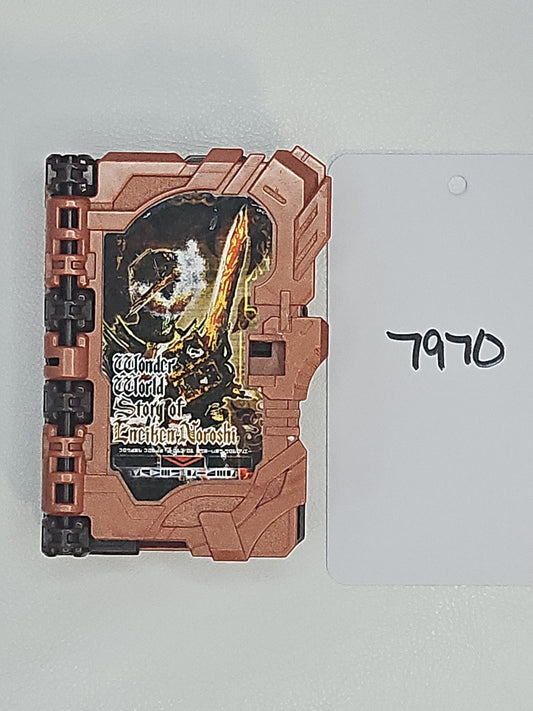 Wonder
World
Story of
Eneiken Noroshi
7970